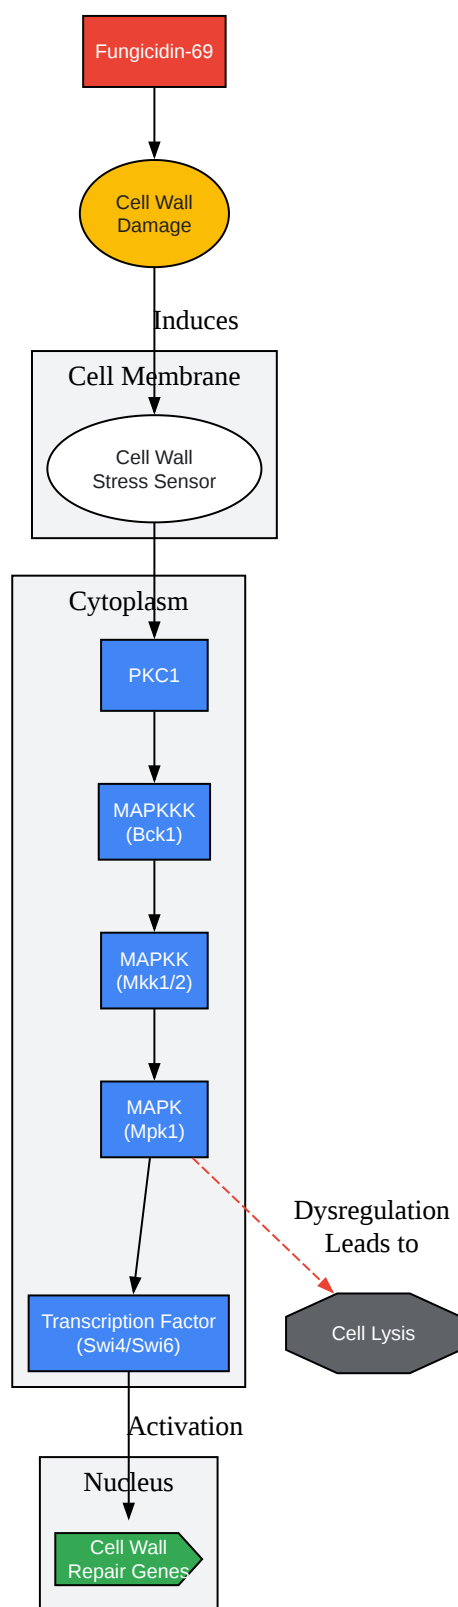 Fungicidin-69
Cell Wall
Damage
Induces
Cell Membrane
Cell Wall
Stress Sensor
Cytoplasm
PKC1
MAPKKK
(Bck1)
MAPKK
(Mkk1/2)
MAPK
(Mpk1)
Dysregulation
Leads to
Transcription Factor
(Swi4/Swi6)
Cell Lysis
Activation
Nucleus
Cell Wall
Repair Genes